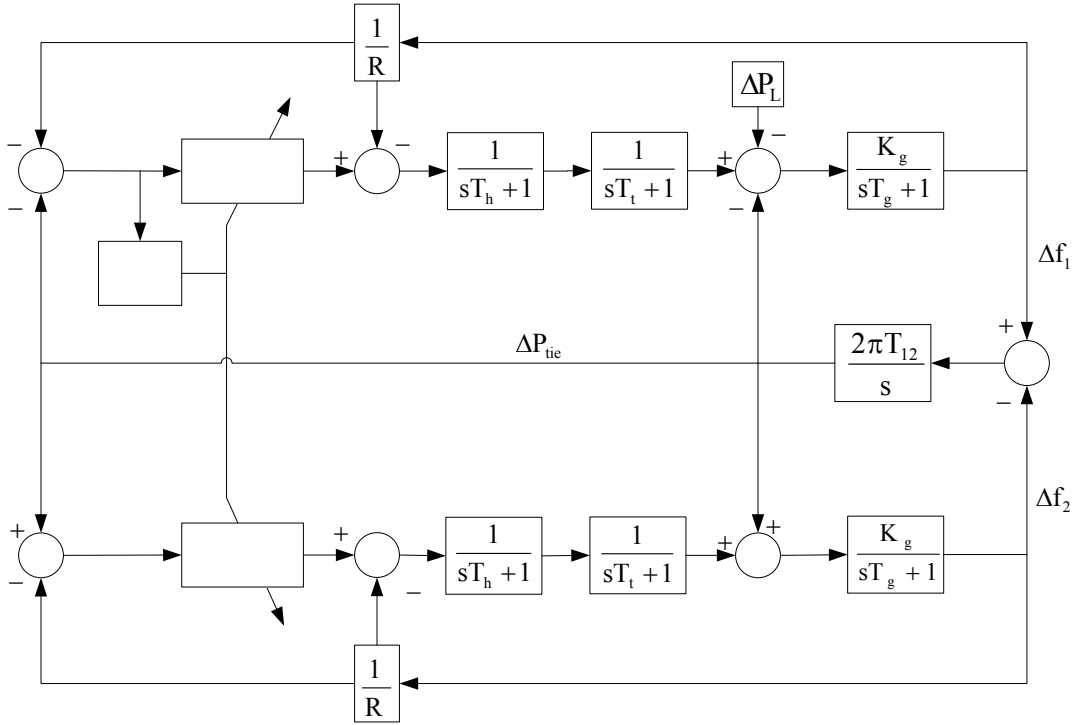 1
R
ΔP_L
− −
− + −
1
sT_h + 1
1
sT_t + 1
+
−
K_g
sT_g + 1
Δf_1
+
ΔP_tie
2πT_12
s
−
Δf_2
+
−
+
−
1
sT_h + 1
1
sT_t + 1
+ +
K_g
sT_g + 1
1
R